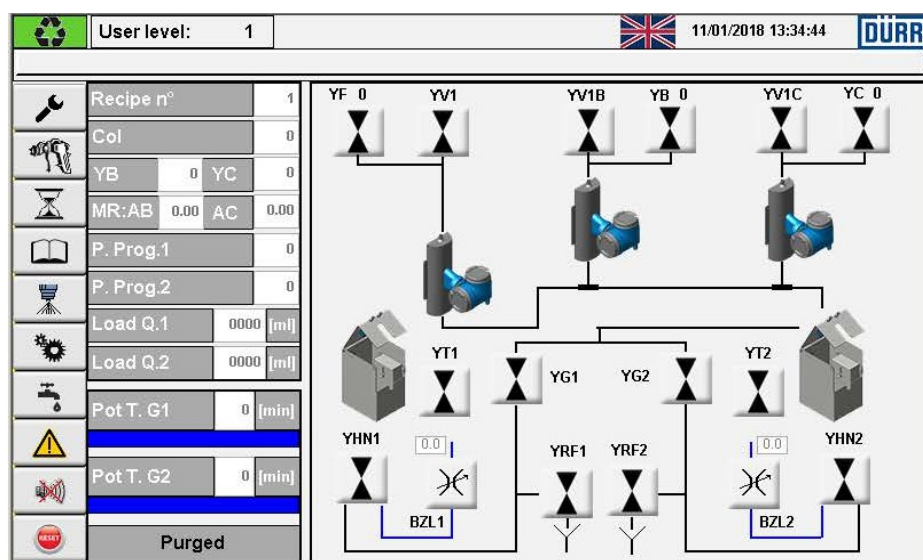 User level: 1
11/01/2018 13:34:44
DÜRR
Recipe n° 1
Col 0
YB 0 YC 0
MR:AB 0.00 AC 0.00
P. Prog.1 0
P. Prog.2 0
Load Q.1 0000 [ml]
Load Q.2 0000 [ml]
Pot T. G1 0 [min]
Pot T. G2 0 [min]
Purged
RESET
YF 0 YV1 YV1B YB 0 YV1C YC 0
YT1 YG1 YG2 YT2
YHN1 0.0 YRF1 YRF2 0.0 YHN2
BZL1 BZL2